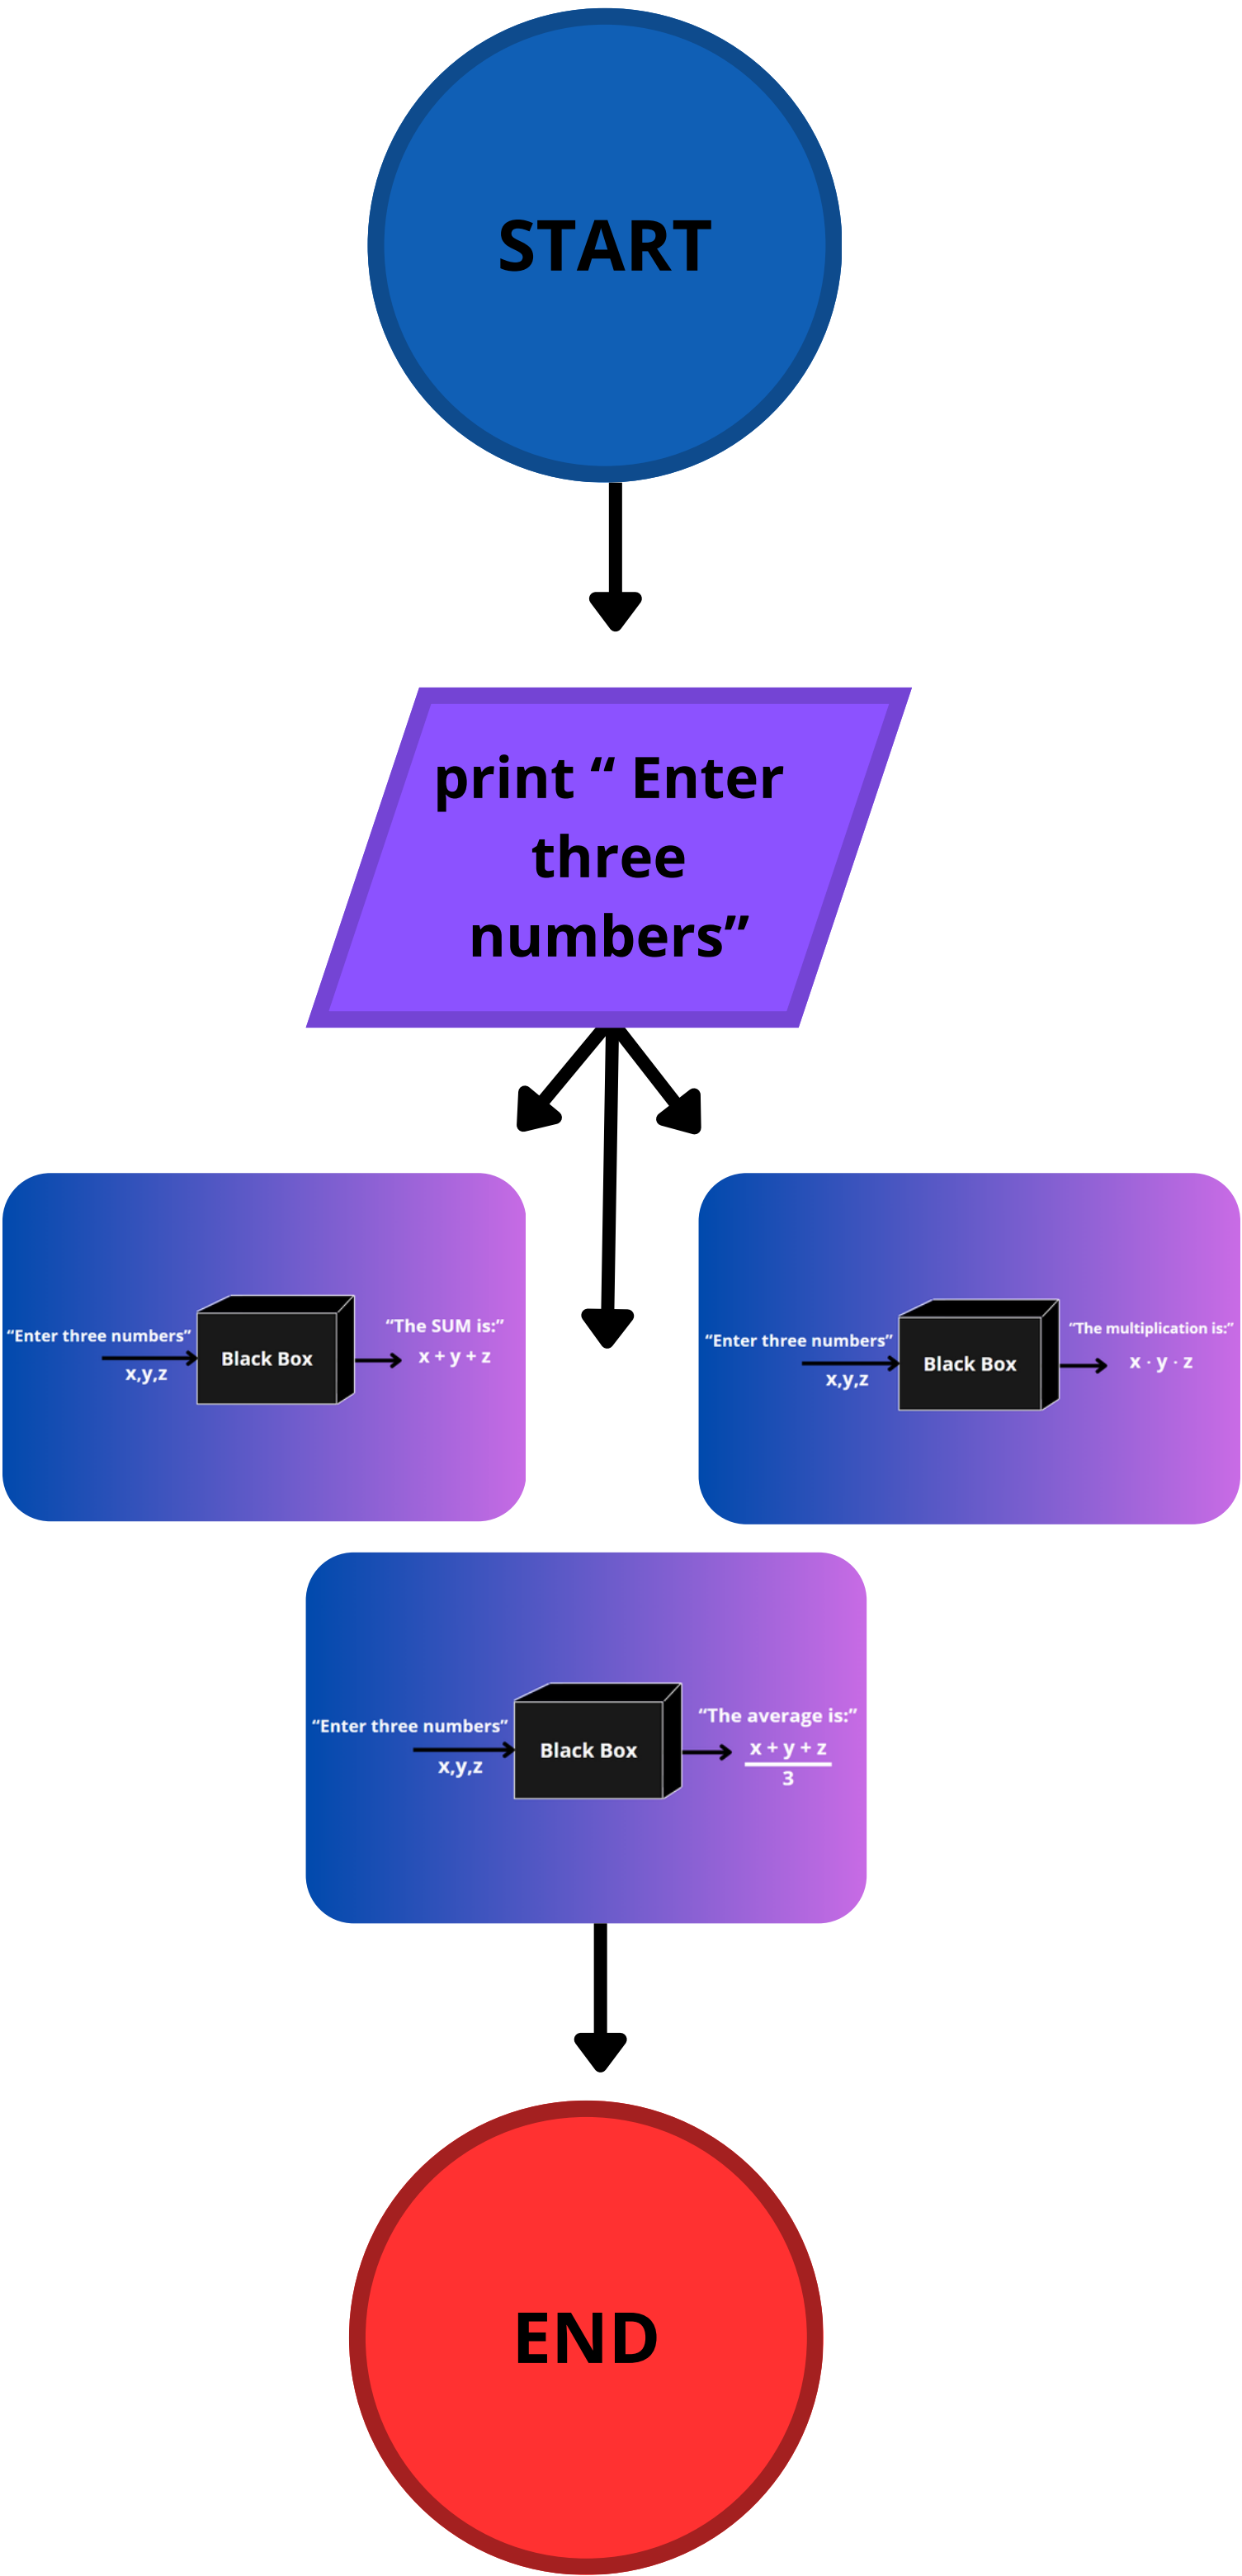 START
print “ Enter
three
numbers”
“Enter three numbers”
x,y,z
Black Box
“The SUM is:”
x + y + z
“Enter three numbers”
x,y,z
Black Box
“The multiplication is:”
x · y · z
“Enter three numbers”
x,y,z
Black Box
“The average is:”
x + y + z
3
END